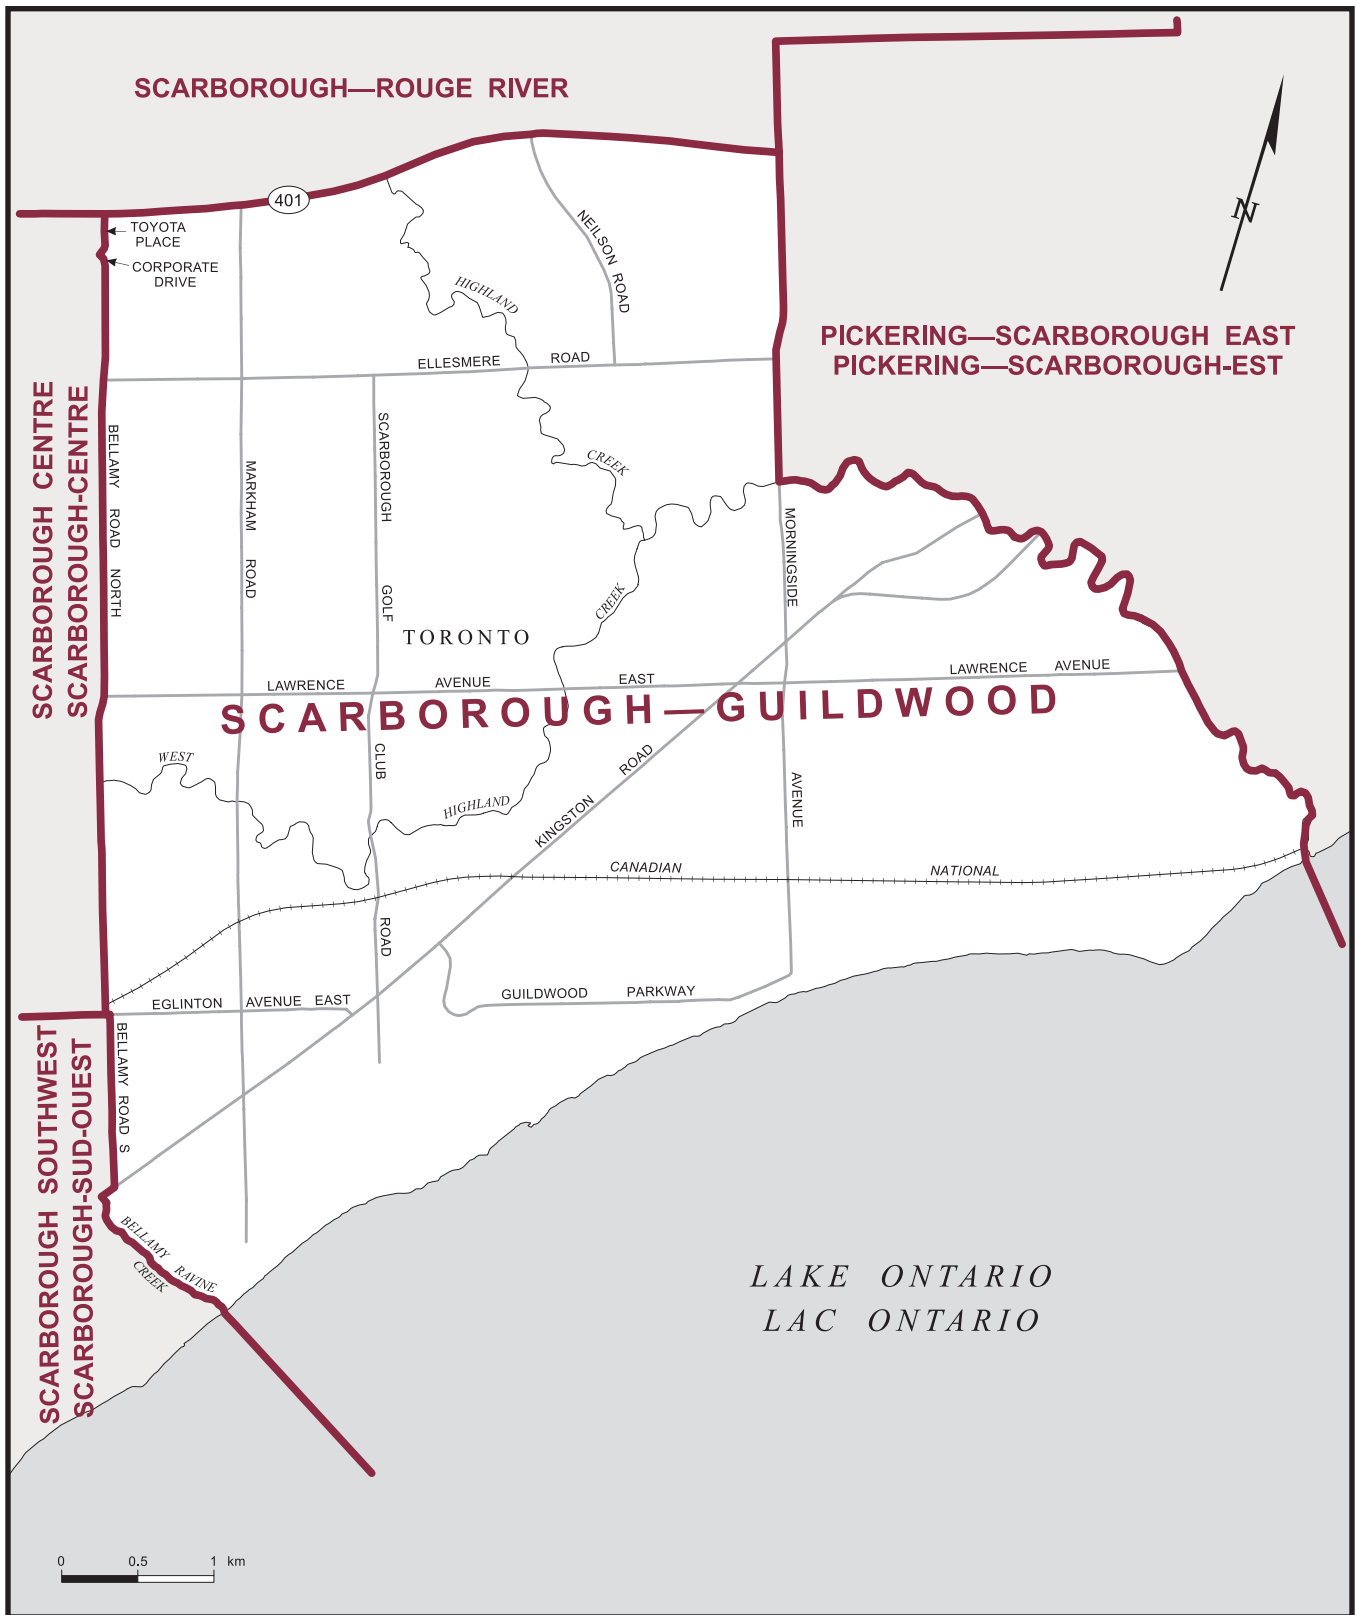 SCARBOROUGH—ROUGE RIVER
401
TOYOTA
PLACE
CORPORATE
DRIVE
NEILSON ROAD
N
HIGHLAND
PICKERING—SCARBOROUGH EAST
PICKERING—SCARBOROUGH-EST
ELLESMERE ROAD
SCARBOROUGH CENTRE
SCARBOROUGH-CENTRE
BELLAMY ROAD NORTH
MARKHAM ROAD
SCARBOROUGH GOLF CLUB ROAD
CREEK
MORNINGSIDE AVENUE
CREEK
TORONTO
LAWRENCE AVENUE EAST
LAWRENCE AVENUE
SCARBOROUGH—GUILDWOOD
WEST
HIGHLAND
KINGSTON ROAD
CANADIAN NATIONAL
EGLINTON AVENUE EAST
GUILDWOOD PARKWAY
BELLAMY ROAD S
SCARBOROUGH SOUTHWEST
SCARBOROUGH-SUD-OUEST
BELLAMY RAVINE
CREEK
LAKE ONTARIO
LAC ONTARIO
0 0.5 1 km